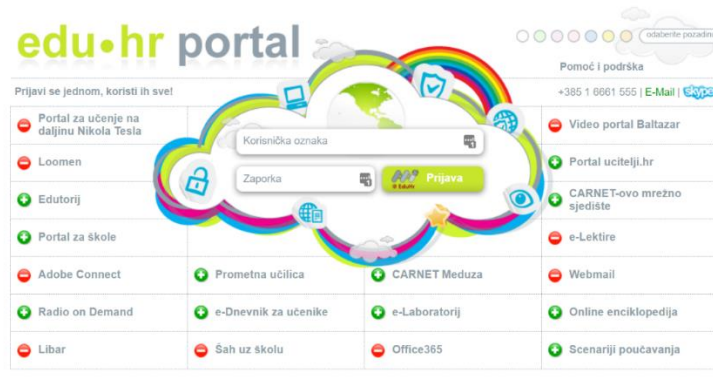 edu•hr portal
odaberite pozadinu
Pomoć i podrška
Prijavi se jednom, koristi ih sve!
+385 1 6661 555 | E-Mail | Skype
Portal za učenje na
daljinu Nikola Tesla
Korisnička oznaka
Video portal Baltazar
Loomen
Zaporka
@EduHr
Prijava
Portal ucitelji.hr
Edutorij
CARNET-ovo mrežno
sjedište
Portal za škole
e-Lektire
Adobe Connect
Prometna učilica
CARNET Meduza
Webmail
Radio on Demand
e-Dnevnik za učenike
e-Laboratorij
Online enciklopedija
Libar
Šah uz školu
Office365
Scenariji poučavanja